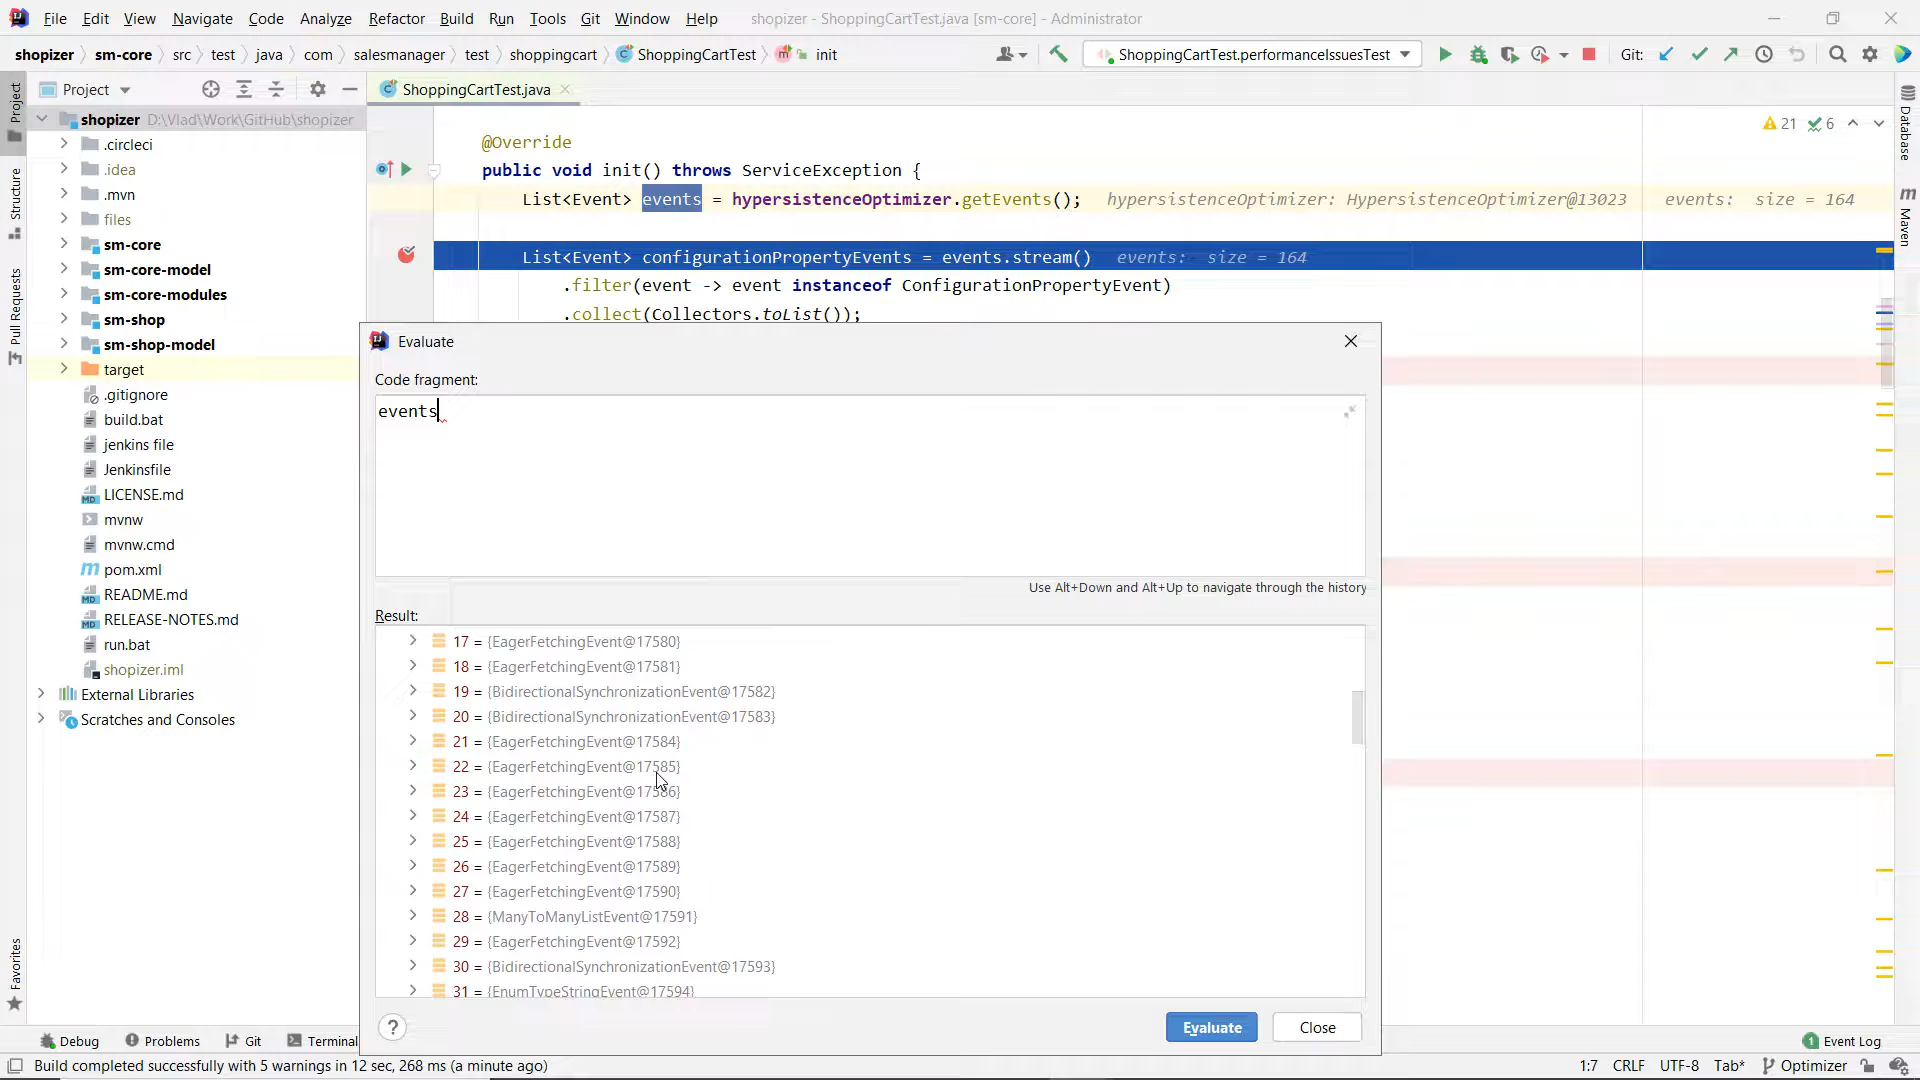 File Edit View Navigate Code Analyze Refactor Build Run Tools Git Window Help shopizer - ShoppingCartTest.java [sm-core] - Administrator
shopizer sm-core src test java com salesmanager test shoppingcart ShoppingCartTest init ShoppingCartTest.performanceIssuesTest Git:
Project
ShoppingCartTest.java
shopizer D:\Vlad\Work\GitHub\shopizer
.circleci
.idea
.mvn
files
sm-core
sm-core-model
sm-core-modules
sm-shop
sm-shop-model
target
.gitignore
build.bat
jenkins file
Jenkinsfile
LICENSE.md
mvnw
mvnw.cmd
pom.xml
README.md
RELEASE-NOTES.md
run.bat
shopizer.iml
External Libraries
Scratches and Consoles
Project
Structure
Pull Requests
Favorites
@Override
public void init() throws ServiceException {
List<Event> events = hypersistenceOptimizer.getEvents(); hypersistenceOptimizer: HypersistenceOptimizer@13023 events: size = 164
List<Event> configurationPropertyEvents = events.stream() events: size = 164
.filter(event -> event instanceof ConfigurationPropertyEvent)
.collect(Collectors.toList());
21 6
Database
Maven
Evaluate
Code fragment:
events
Use Alt+Down and Alt+Up to navigate through the history
Result:
17 = {EagerFetchingEvent@17580}
18 = {EagerFetchingEvent@17581}
19 = {BidirectionalSynchronizationEvent@17582}
20 = {BidirectionalSynchronizationEvent@17583}
21 = {EagerFetchingEvent@17584}
22 = {EagerFetchingEvent@17585}
23 = {EagerFetchingEvent@17586}
24 = {EagerFetchingEvent@17587}
25 = {EagerFetchingEvent@17588}
26 = {EagerFetchingEvent@17589}
27 = {EagerFetchingEvent@17590}
28 = {ManyToManyListEvent@17591}
29 = {EagerFetchingEvent@17592}
30 = {BidirectionalSynchronizationEvent@17593}
31 = {EnumTypeStringEvent@17594}
?
Evaluate Close
Debug Problems Git Terminal 1 Event Log
Build completed successfully with 5 warnings in 12 sec, 268 ms (a minute ago) 1:7 CRLF UTF-8 Tab* Optimizer